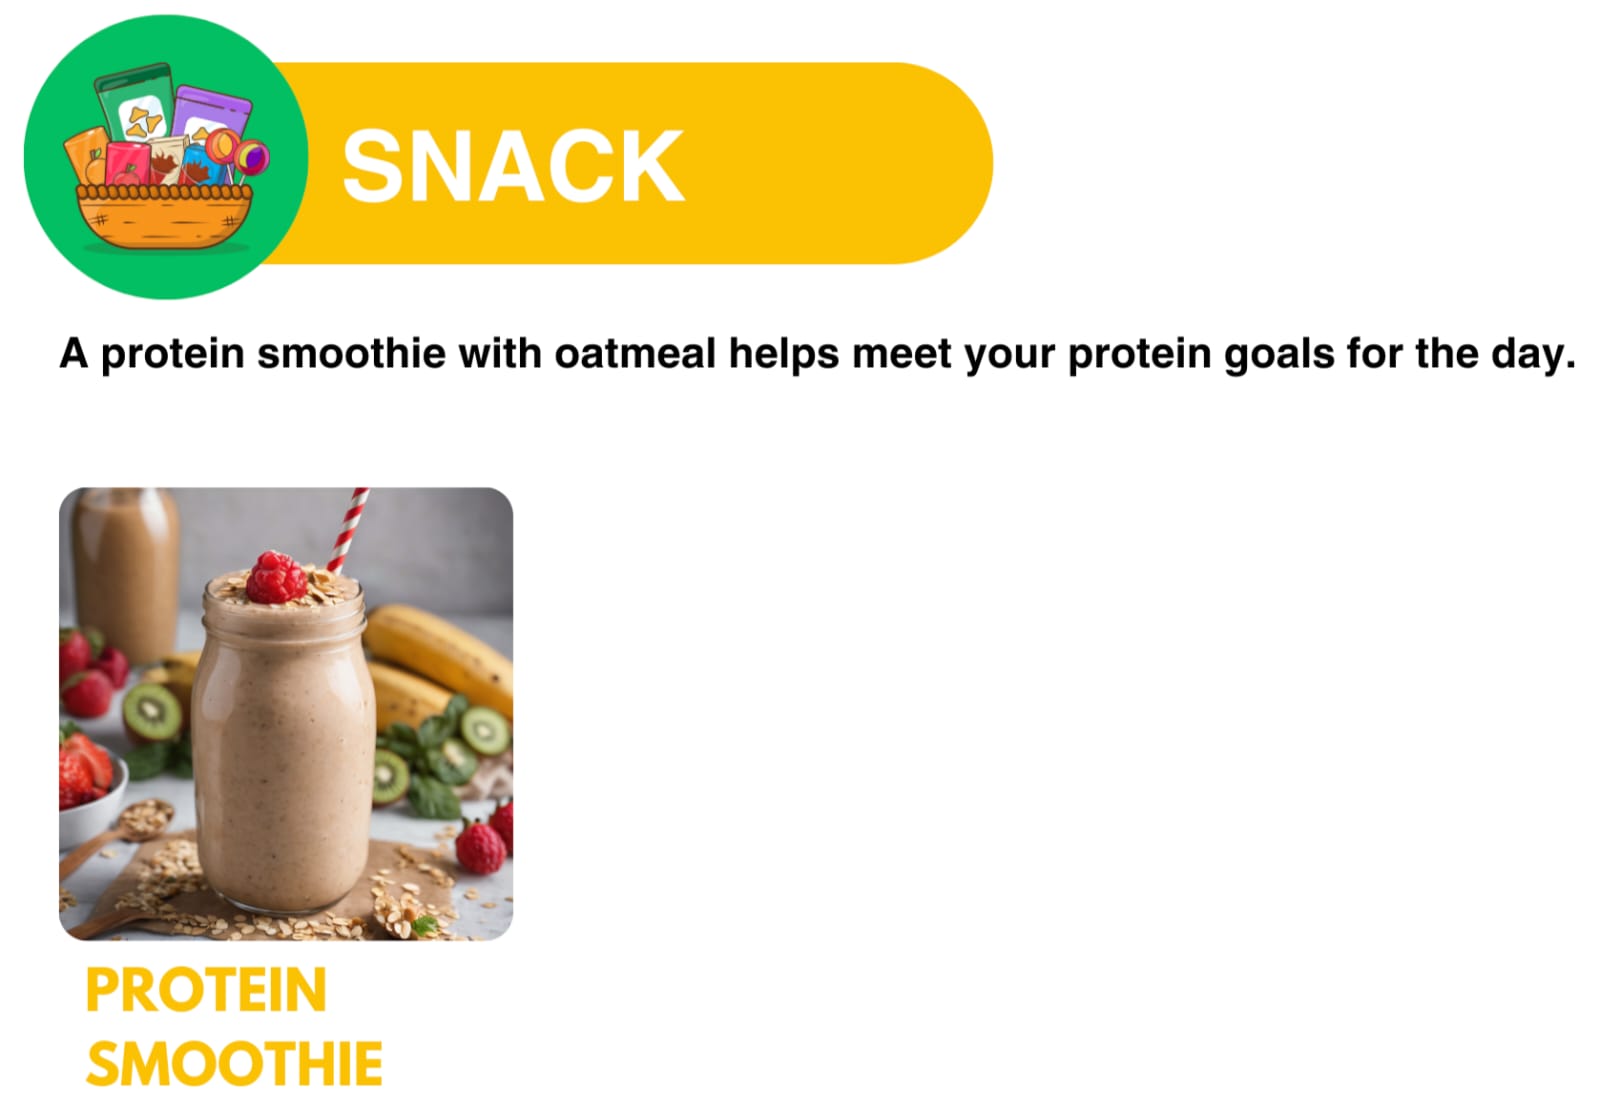 SNACK
A protein smoothie with oatmeal helps meet your protein goals for the day.
PROTEIN
SMOOTHIE